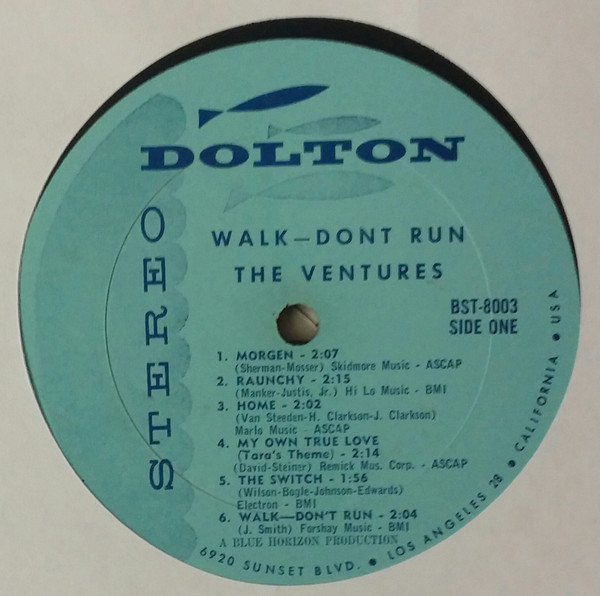 DOLTON
STEREO
WALK—DONT RUN
THE VENTURES
BST-8003
SIDE ONE
1. MORGEN - 2:07
(Sherman-Mosser) Skidmore Music - ASCAP
2. RAUNCHY - 2:15
(Manker-Justis, Jr.) Hi Lo Music - BMI
3. HOME - 2:02
(Van Steeden-H. Clarkson-J. Clarkson)
Marlo Music - ASCAP
4. MY OWN TRUE LOVE
(Tara's Theme) - 2:14
(David-Steiner) Remick Mus. Corp. - ASCAP
5. THE SWITCH - 1:56
(Wilson-Bogle-Johnson-Edwards)
Electron - BMI
6. WALK—DON'T RUN - 2:04
(J. Smith) Forshay Music - BMI
A BLUE HORIZON PRODUCTION
6920 SUNSET BLVD. • LOS ANGELES 28 • CALIFORNIA • USA